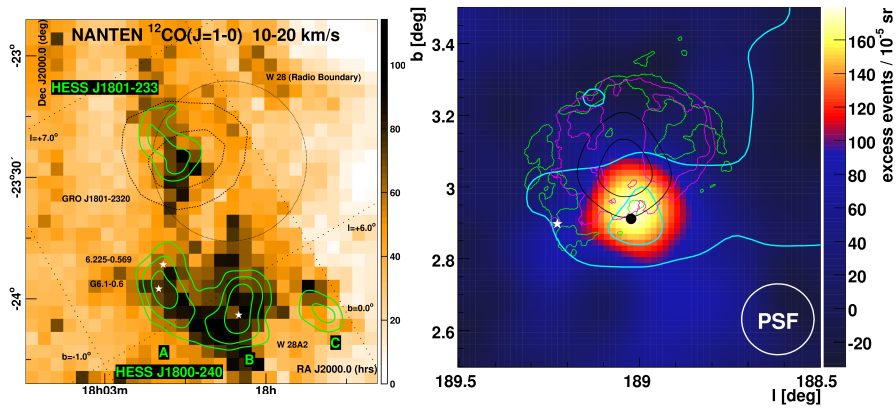 NANTEN ¹²CO(J=1-0) 10-20 km/s
Dec J2000.0 (deg)
-23°
-23°30'
-24°
HESS J1801-233
W 28 (Radio Boundary)
l=+7.0°
GRO J1801-2320
l=+6.0°
6.225-0.569
G6.1-0.6
b=0.0°
b=-1.0°
A
B
C
W 28A2
HESS J1800-240
RA J2000.0 (hrs)
18h03m
18h
100
80
60
40
20
0
b [deg]
3.4
3.2
3
2.8
2.6
PSF
189.5
189
188.5
l [deg]
excess events / 10⁻⁵ sr
160
140
120
100
80
60
40
20
0
-20